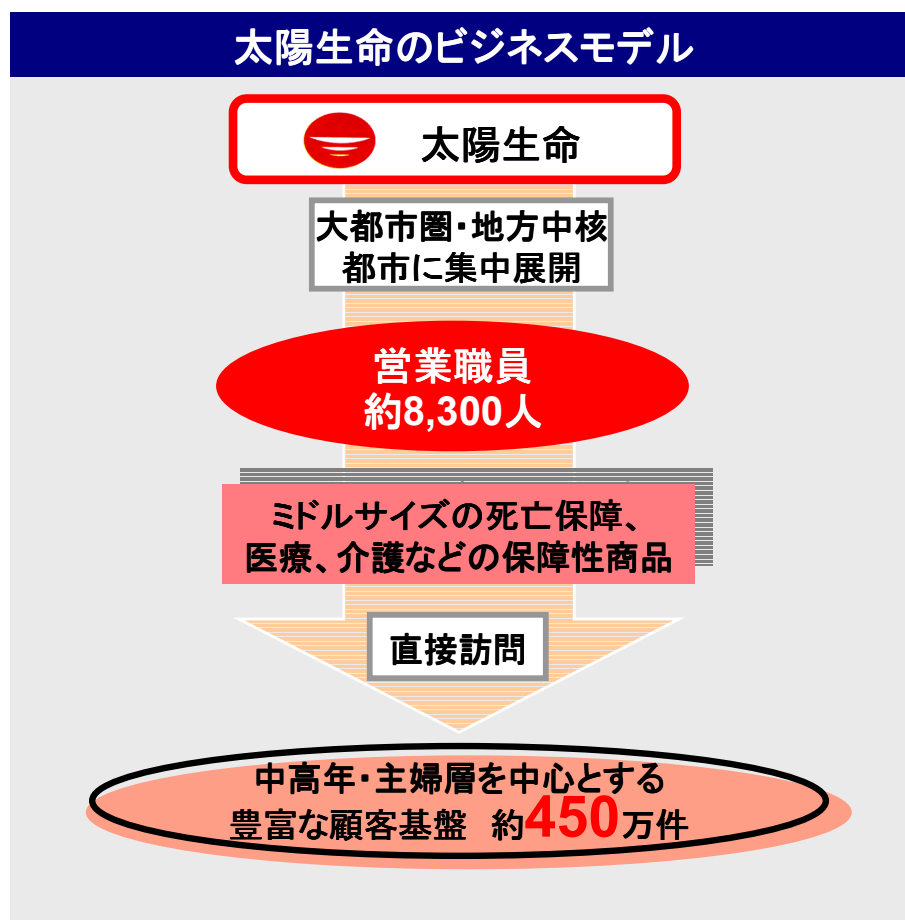 太陽生命のビジネスモデル
太陽生命
大都市圏・地方中核
都市に集中展開
営業職員
約8,300人
ミドルサイズの死亡保障、
医療、介護などの保障性商品
直接訪問
中高年・主婦層を中心とする
豊富な顧客基盤　約450万件